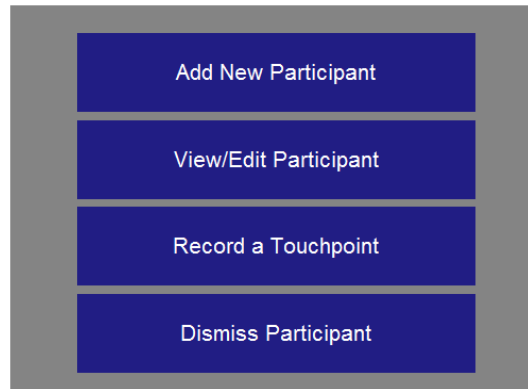 Add New Participant
View/Edit Participant
Record a Touchpoint
Dismiss Participant